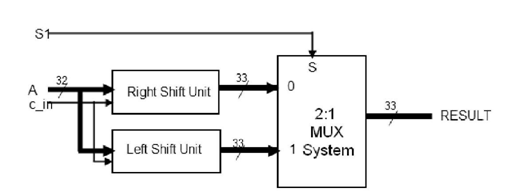 S1
S
A
32
c_in
Right Shift Unit
33
0
2:1
MUX
System
33
RESULT
Left Shift Unit
33
1